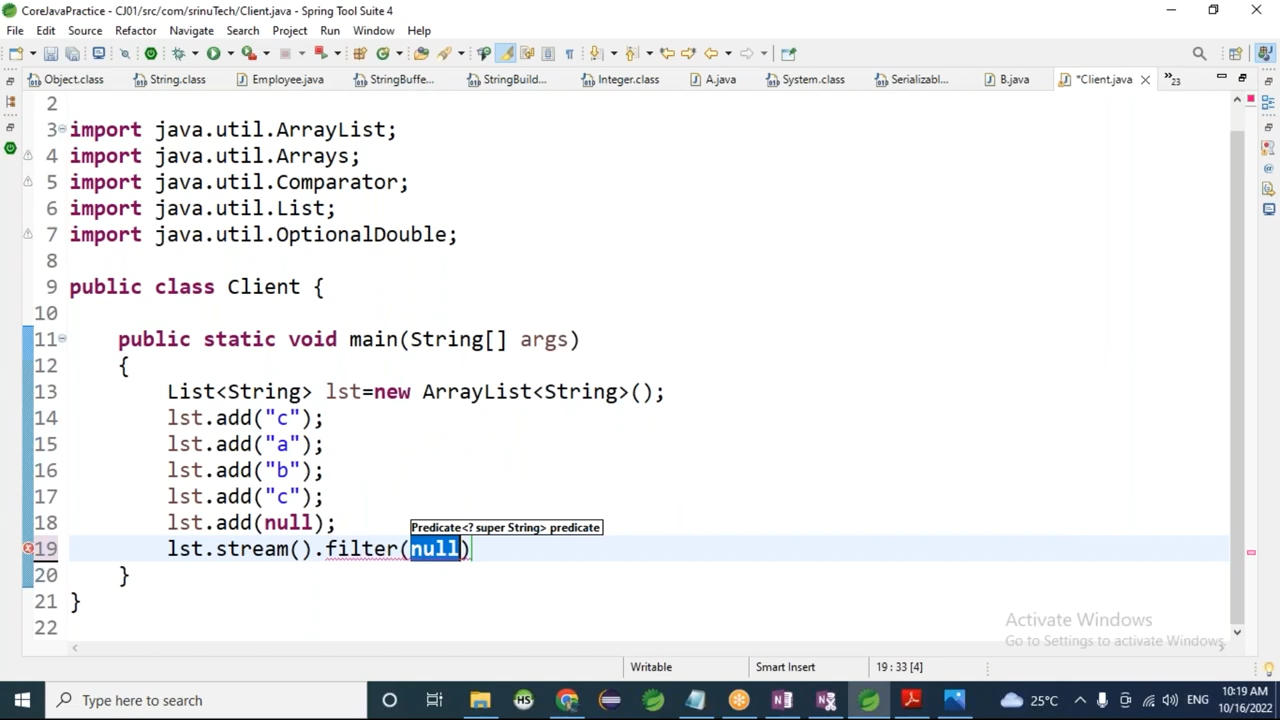 CoreJavaPractice - CJ01/src/com/srinuTech/Client.java - Spring Tool Suite 4
File Edit Source Refactor Navigate Search Project Run Window Help
Object.class String.class Employee.java StringBuffe... StringBuild... Integer.class A.java System.class Serializabl... B.java *Client.java »23
2
3 import java.util.ArrayList;
4 import java.util.Arrays;
5 import java.util.Comparator;
6 import java.util.List;
7 import java.util.OptionalDouble;
8
9 public class Client {
10
11 public static void main(String[] args)
12 {
13 List<String> lst=new ArrayList<String>();
14 lst.add("c");
15 lst.add("a");
16 lst.add("b");
17 lst.add("c");
18 lst.add(null);
Predicate<? super String> predicate
19 lst.stream().filter(null)
20 }
21 }
22
Activate Windows
Go to Settings to activate Windows.
Writable Smart Insert 19 : 33 [4]
Type here to search
HS
25°C ENG
10:19 AM
10/16/2022